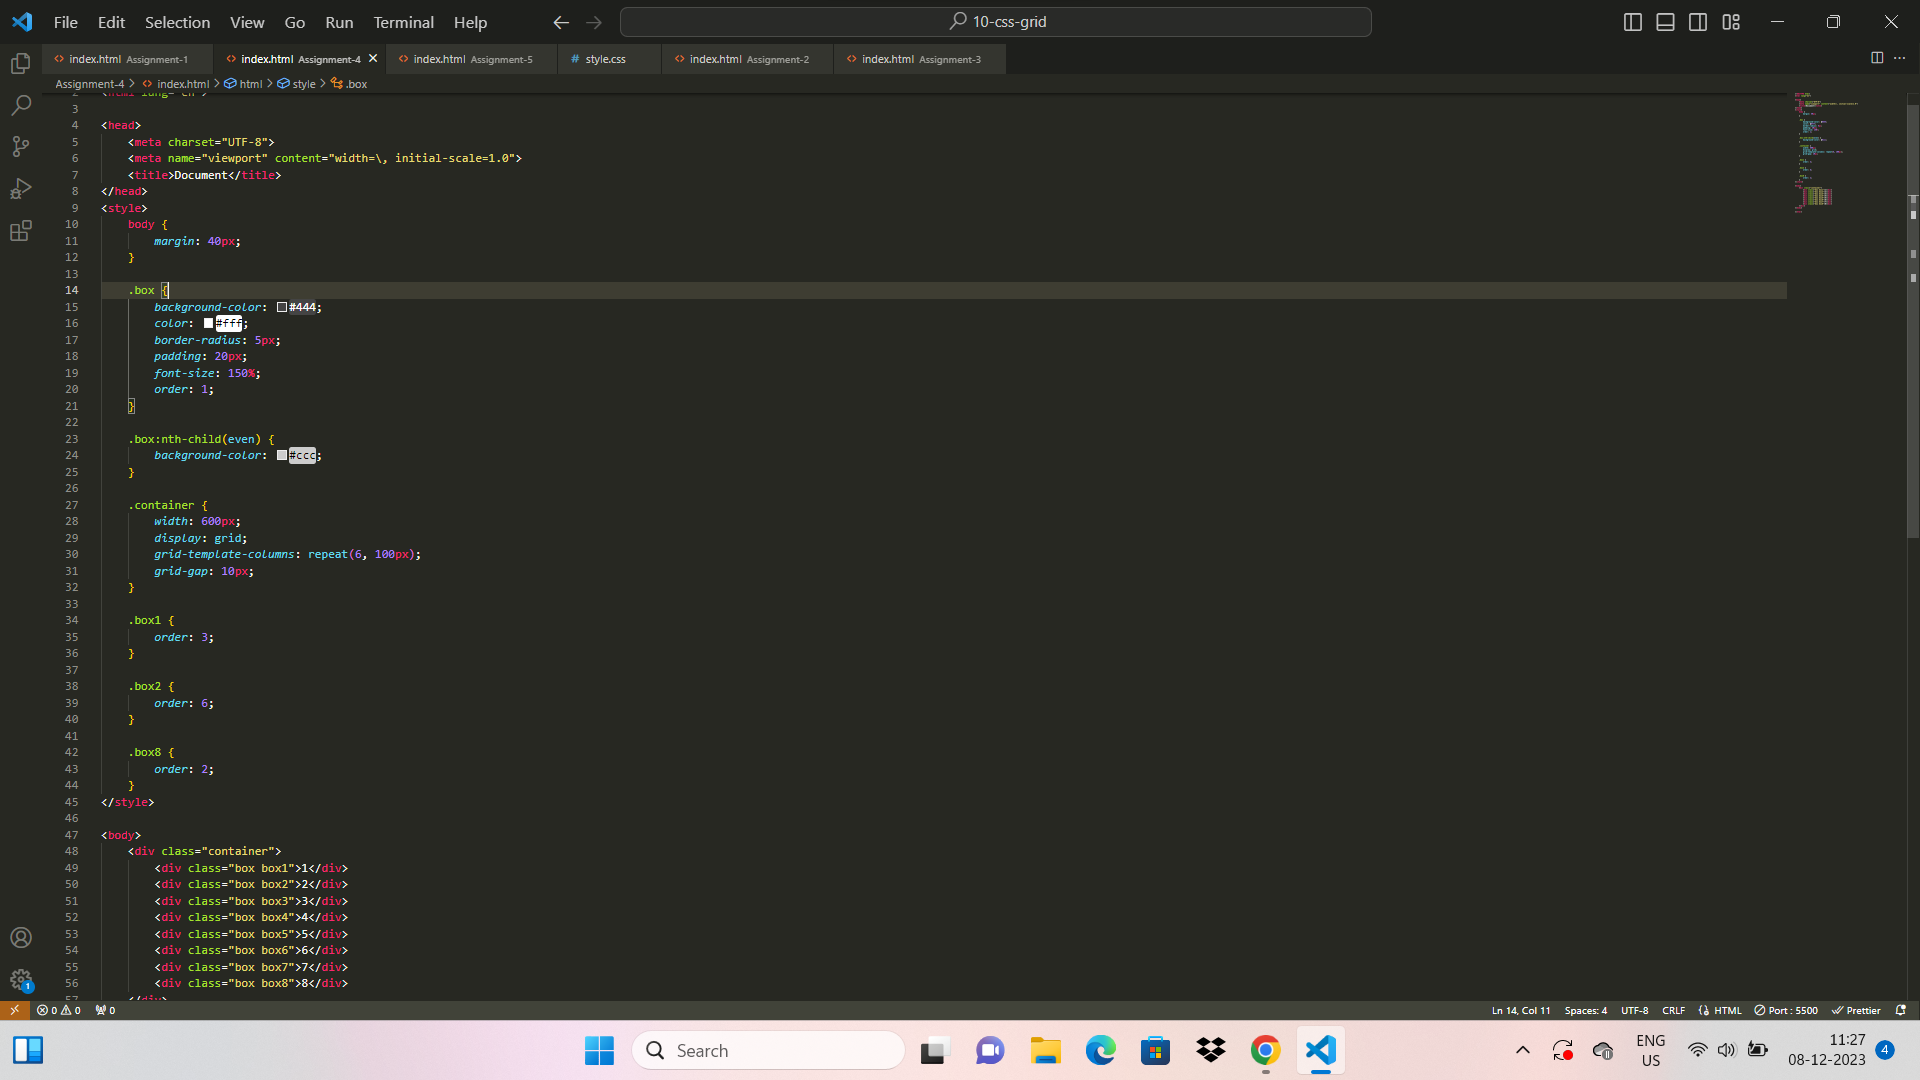 File Edit Selection View Go Run Terminal Help
10-css-grid
index.html Assignment-1
index.html Assignment-4
index.html Assignment-5
# style.css
index.html Assignment-2
index.html Assignment-3
Assignment-4 > index.html > html > style > .box
2 <html lang="en">
3
4 <head>
5 <meta charset="UTF-8">
6 <meta name="viewport" content="width=\, initial-scale=1.0">
7 <title>Document</title>
8 </head>
9 <style>
10 body {
11 margin: 40px;
12 }
13
14 .box {
15 background-color: #444;
16 color: #fff;
17 border-radius: 5px;
18 padding: 20px;
19 font-size: 150%;
20 order: 1;
21 }
22
23 .box:nth-child(even) {
24 background-color: #ccc;
25 }
26
27 .container {
28 width: 600px;
29 display: grid;
30 grid-template-columns: repeat(6, 100px);
31 grid-gap: 10px;
32 }
33
34 .box1 {
35 order: 3;
36 }
37
38 .box2 {
39 order: 6;
40 }
41
42 .box8 {
43 order: 2;
44 }
45 </style>
46
47 <body>
48 <div class="container">
49 <div class="box box1">1</div>
50 <div class="box box2">2</div>
51 <div class="box box3">3</div>
52 <div class="box box4">4</div>
53 <div class="box box5">5</div>
54 <div class="box box6">6</div>
55 <div class="box box7">7</div>
56 <div class="box box8">8</div>
57 </div>
1
0 0 0
Ln 14, Col 11 Spaces: 4 UTF-8 CRLF {} HTML Port : 5500 Prettier
Search
ENG
US
11:27
08-12-2023
4